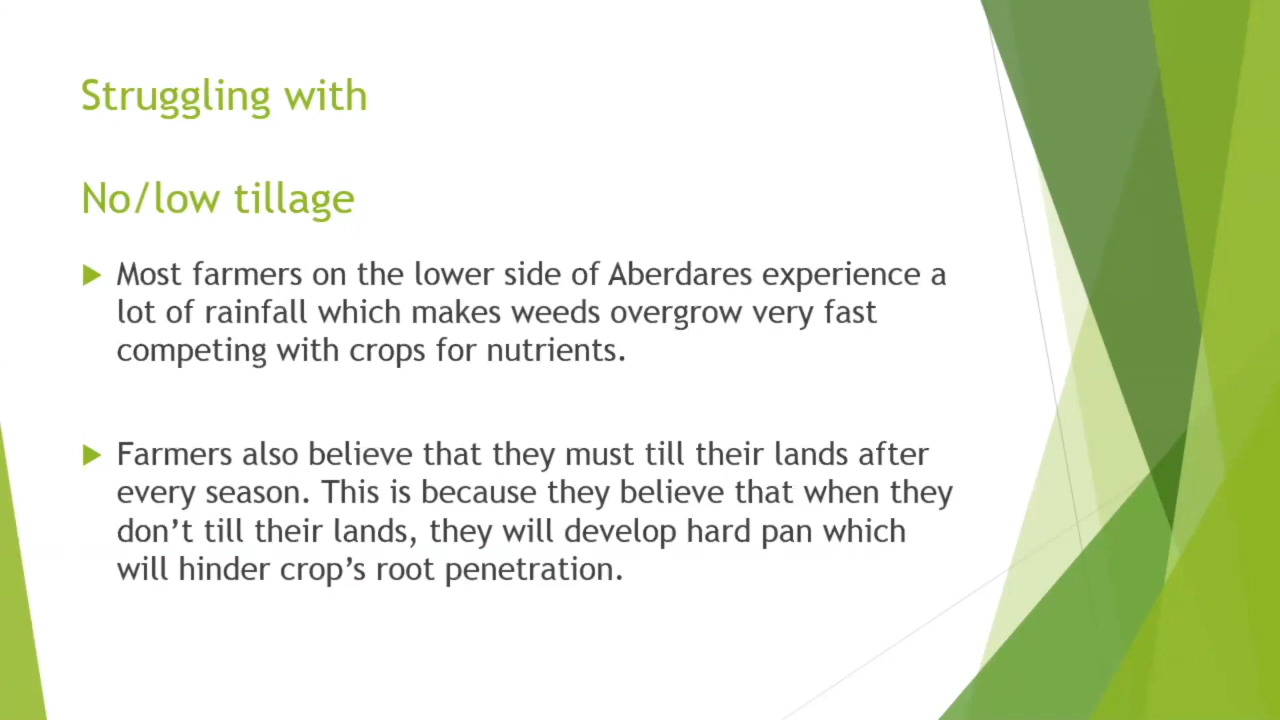 Struggling with
No/low tillage
Most farmers on the lower side of Aberdares experience a
lot of rainfall which makes weeds overgrow very fast
competing with crops for nutrients.
Farmers also believe that they must till their lands after
every season. This is because they believe that when they
don’t till their lands, they will develop hard pan which
will hinder crop’s root penetration.